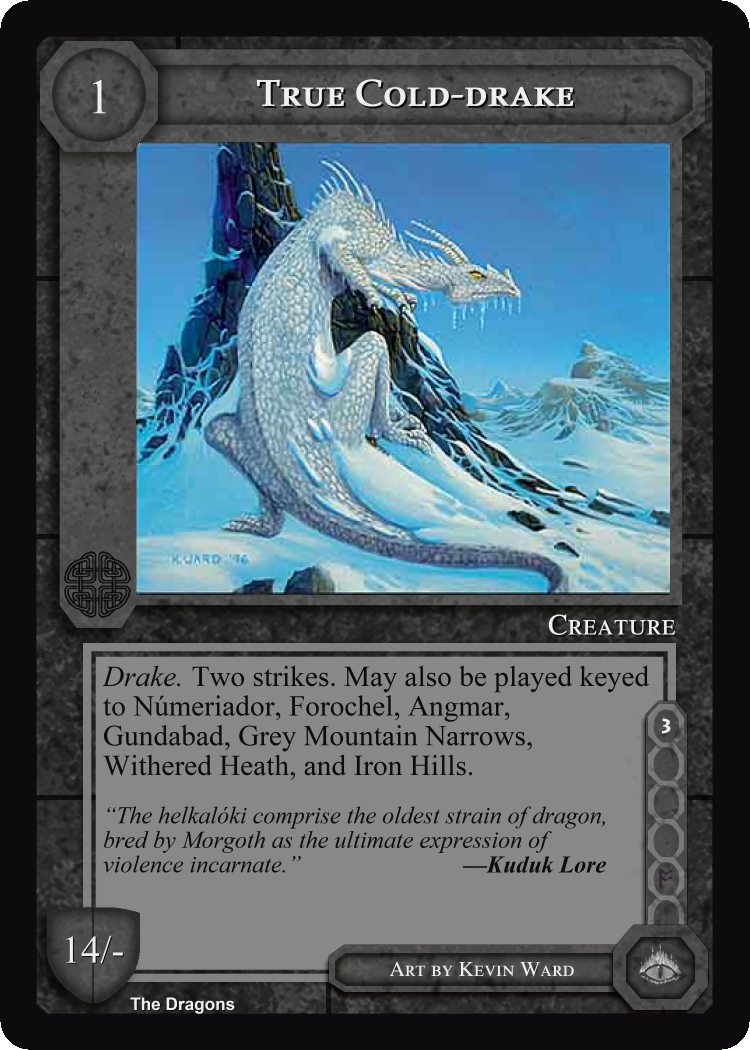 1
True Cold-drake
K.WARD '96
Creature
Drake. Two strikes. May also be played keyed
to Númeriador, Forochel, Angmar,
Gundabad, Grey Mountain Narrows,
Withered Heath, and Iron Hills.
3
“The helkalóki comprise the oldest strain of dragon,
bred by Morgoth as the ultimate expression of
violence incarnate.” —Kuduk Lore
14/-
Art by Kevin Ward
The Dragons